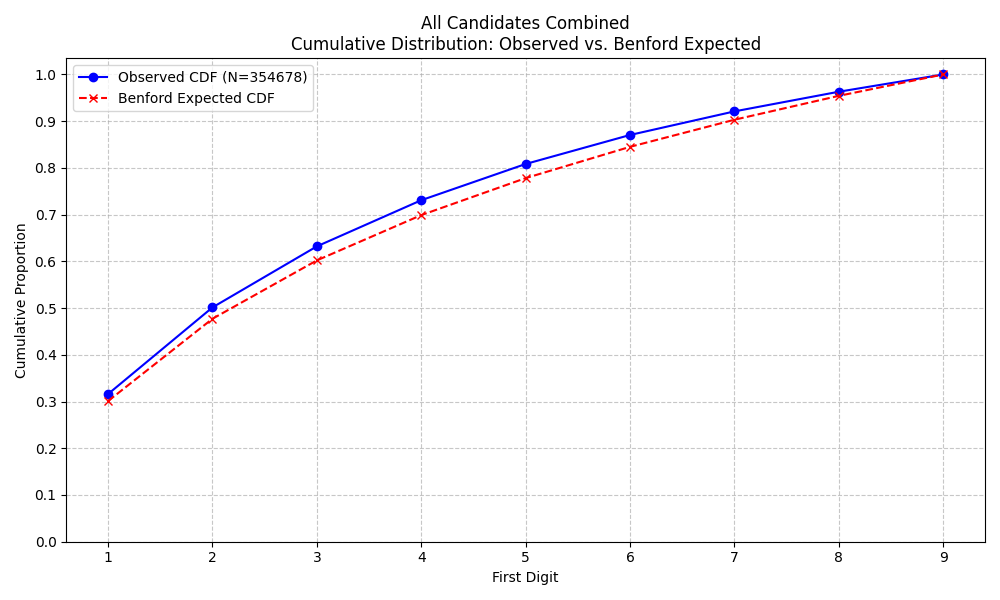 All Candidates Combined
Cumulative Distribution: Observed vs. Benford Expected
Observed CDF (N=354678)
Benford Expected CDF
Cumulative Proportion
1.0
0.9
0.8
0.7
0.6
0.5
0.4
0.3
0.2
0.1
0.0
1 2 3 4 5 6 7 8 9
First Digit